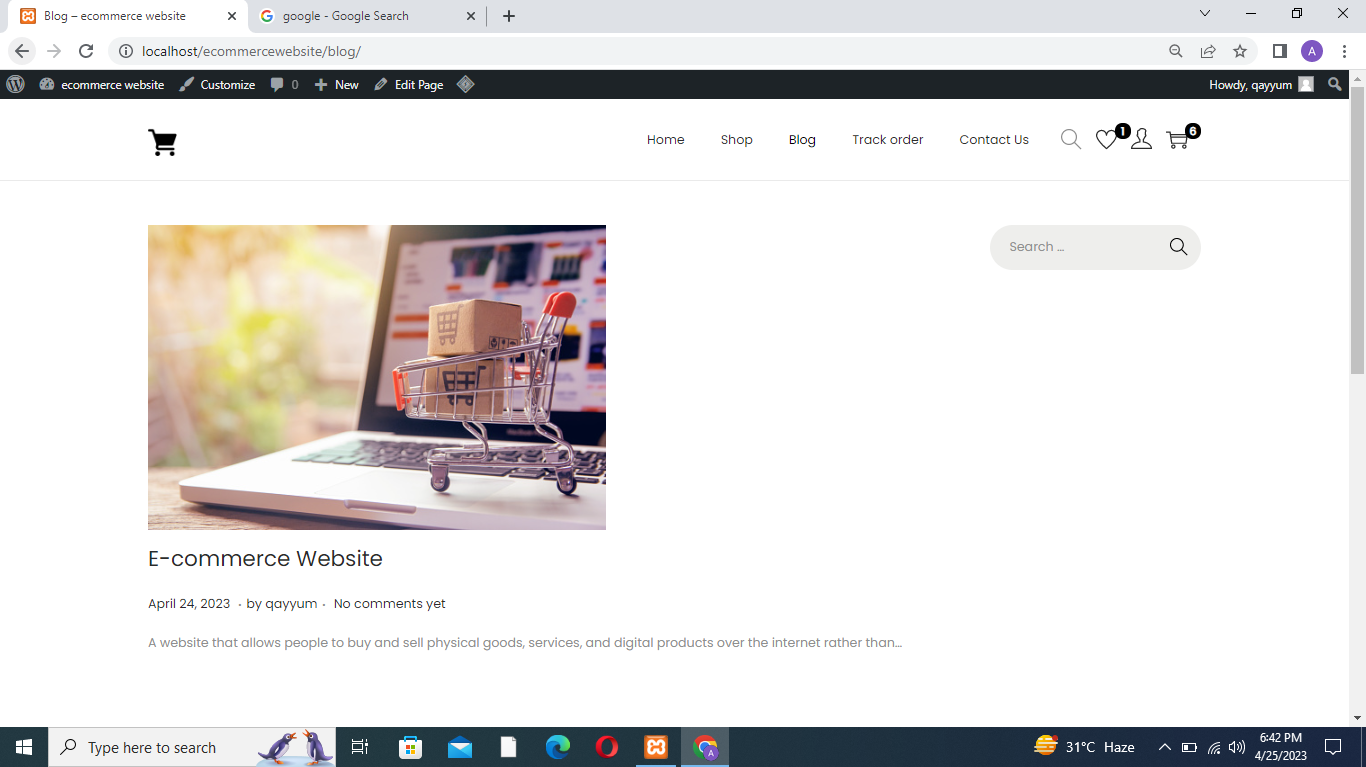 Blog – ecommerce website
google - Google Search
localhost/ecommercewebsite/blog/
A
ecommerce website
Customize
0
New
Edit Page
Howdy, qayyum
Home
Shop
Blog
Track order
Contact Us
1
6
Search ...
E-commerce Website
April 24, 2023 · by qayyum · No comments yet
A website that allows people to buy and sell physical goods, services, and digital products over the internet rather than...
Type here to search
A
31°C Haze
6:42 PM
4/25/2023